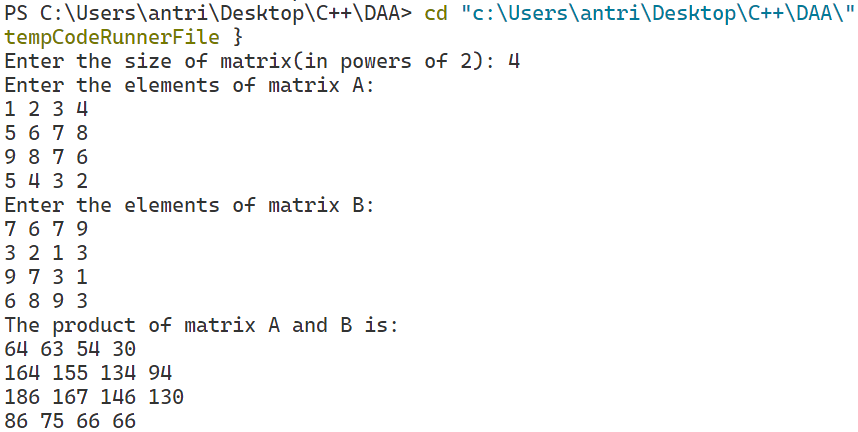 PS C:\Users\antri\Desktop\C++\DAA> cd "c:\Users\antri\Desktop\C++\DAA\"
tempCodeRunnerFile }
Enter the size of matrix(in powers of 2): 4
Enter the elements of matrix A:
1 2 3 4
5 6 7 8
9 8 7 6
5 4 3 2
Enter the elements of matrix B:
7 6 7 9
3 2 1 3
9 7 3 1
6 8 9 3
The product of matrix A and B is:
64 63 54 30
164 155 134 94
186 167 146 130
86 75 66 66